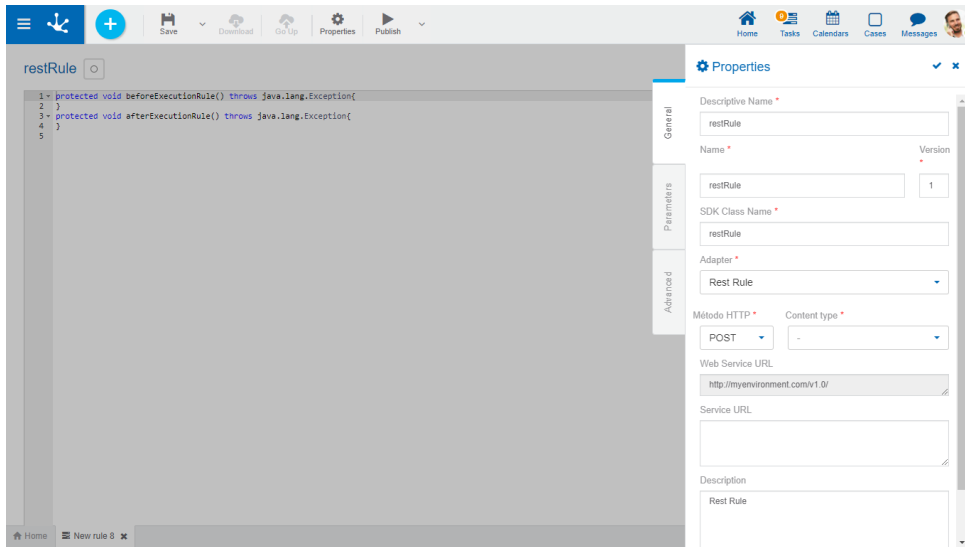 Save
Download
Go Up
Properties
Publish
Home
9
Tasks
Calendars
Cases
Messages
restRule
1 protected void beforeExecutionRule() throws java.lang.Exception{
2 }
3 protected void afterExecutionRule() throws java.lang.Exception{
4 }
5
General
Parameters
Advanced
Properties
Descriptive Name *
restRule
Name * Version *
restRule 1
SDK Class Name *
restRule
Adapter *
Rest Rule
Método HTTP * Content type *
POST -
Web Service URL
http://myenvironment.com/v1.0/
Service URL
Description
Rest Rule
Home New rule 8